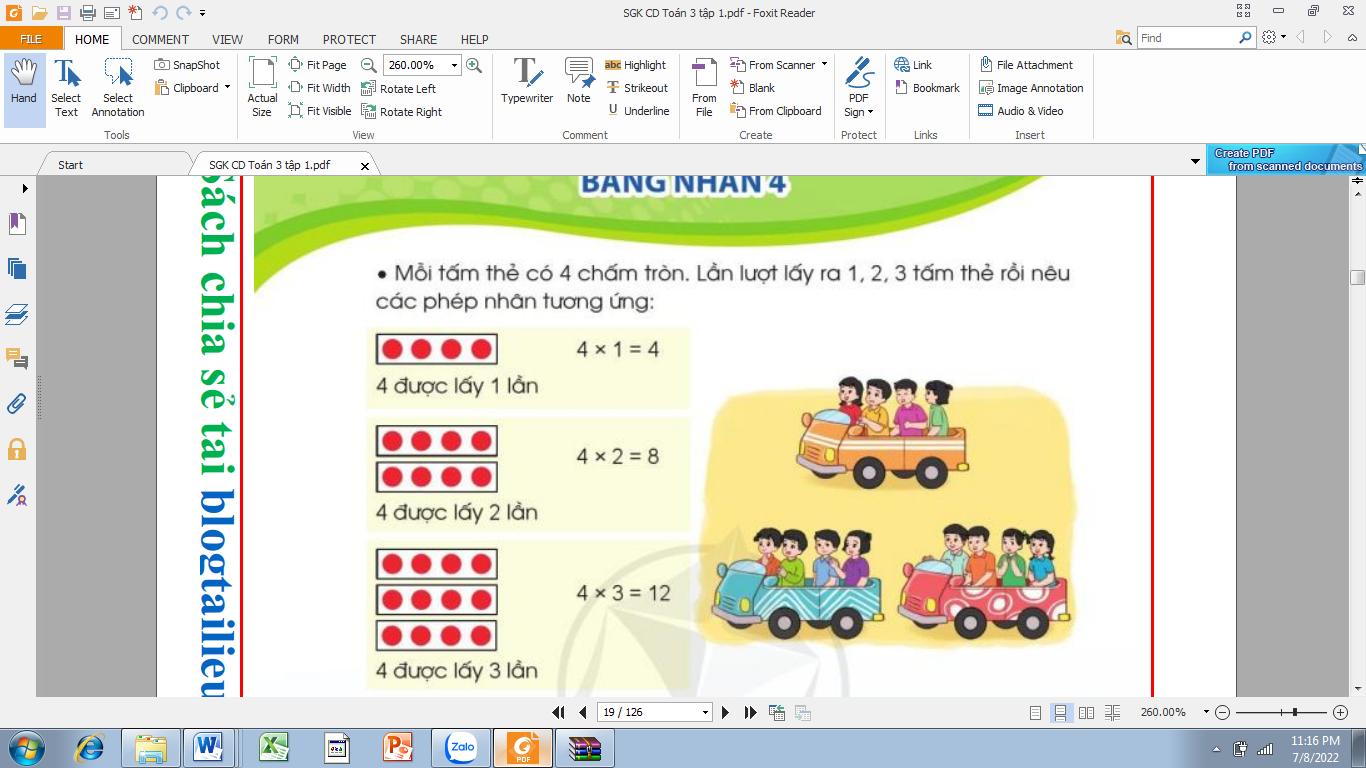 SGK CD Toán 3 tập 1.pdf - Foxit Reader
FILE HOME COMMENT VIEW FORM PROTECT SHARE HELP
Find
Hand
Select Text
Select Annotation
SnapShot
Clipboard
Tools
Actual Size
Fit Page
Fit Width
Fit Visible
260.00%
Rotate Left
Rotate Right
View
Typewriter
Note
abc Highlight
T Strikeout
U Underline
Comment
From File
From Scanner
Blank
From Clipboard
Create
PDF Sign
Protect
Link
Bookmark
Links
File Attachment
Image Annotation
Audio & Video
Insert
Start
SGK CD Toán 3 tập 1.pdf
Create PDF
from scanned documents
Sách chia sẻ tai blogtailieu
BẢNG NHÂN 4
• Mỗi tấm thẻ có 4 chấm tròn. Lần lượt lấy ra 1, 2, 3 tấm thẻ rồi nêu
các phép nhân tương ứng:
4 × 1 = 4
4 được lấy 1 lần
4 × 2 = 8
4 được lấy 2 lần
4 × 3 = 12
4 được lấy 3 lần
19 / 126
260.00%
Zalo
PDF
11:16 PM
7/8/2022